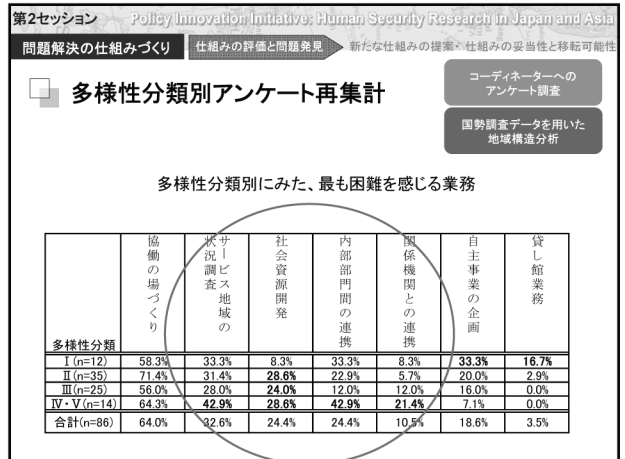 第2セッション
Policy Innovation Initiative: Human Security Research in Japan and Asia
問題解決の仕組みづくり
仕組みの評価と問題発見
新たな仕組みの提案・仕組みの妥当性と移転可能性
多様性分類別アンケート再集計
コーディネーターへの
アンケート調査
国勢調査データを用いた
地域構造分析
多様性分類別にみた、最も困難を感じる業務
多様性分類 協働の場づくり サービス地域の状況調査 社会資源開発 内部部門間の連携 関係機関との連携 自主事業の企画 貸し館業務
Ⅰ(n=12) 58.3% 33.3% 8.3% 33.3% 8.3% 33.3% 16.7%
Ⅱ(n=35) 71.4% 31.4% 28.6% 22.9% 5.7% 20.0% 2.9%
Ⅲ(n=25) 56.0% 28.0% 24.0% 12.0% 12.0% 16.0% 0.0%
Ⅳ・Ⅴ(n=14) 64.3% 42.9% 28.6% 42.9% 21.4% 7.1% 0.0%
合計(n=86) 64.0% 32.6% 24.4% 24.4% 10.5% 18.6% 3.5%